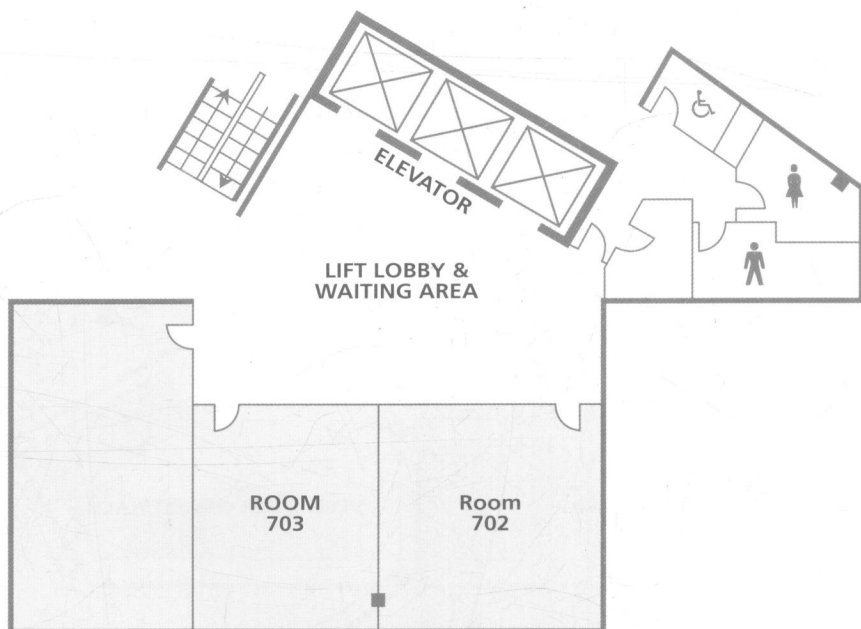 ELEVATOR
LIFT LOBBY &
WAITING AREA
ROOM
703
Room
702